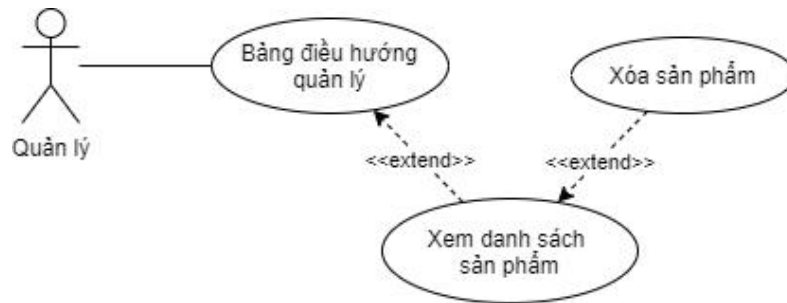 Bảng điều hướng
quản lý
Xóa sản phẩm
Quản lý
<<extend>>
<<extend>>
Xem danh sách
sản phẩm